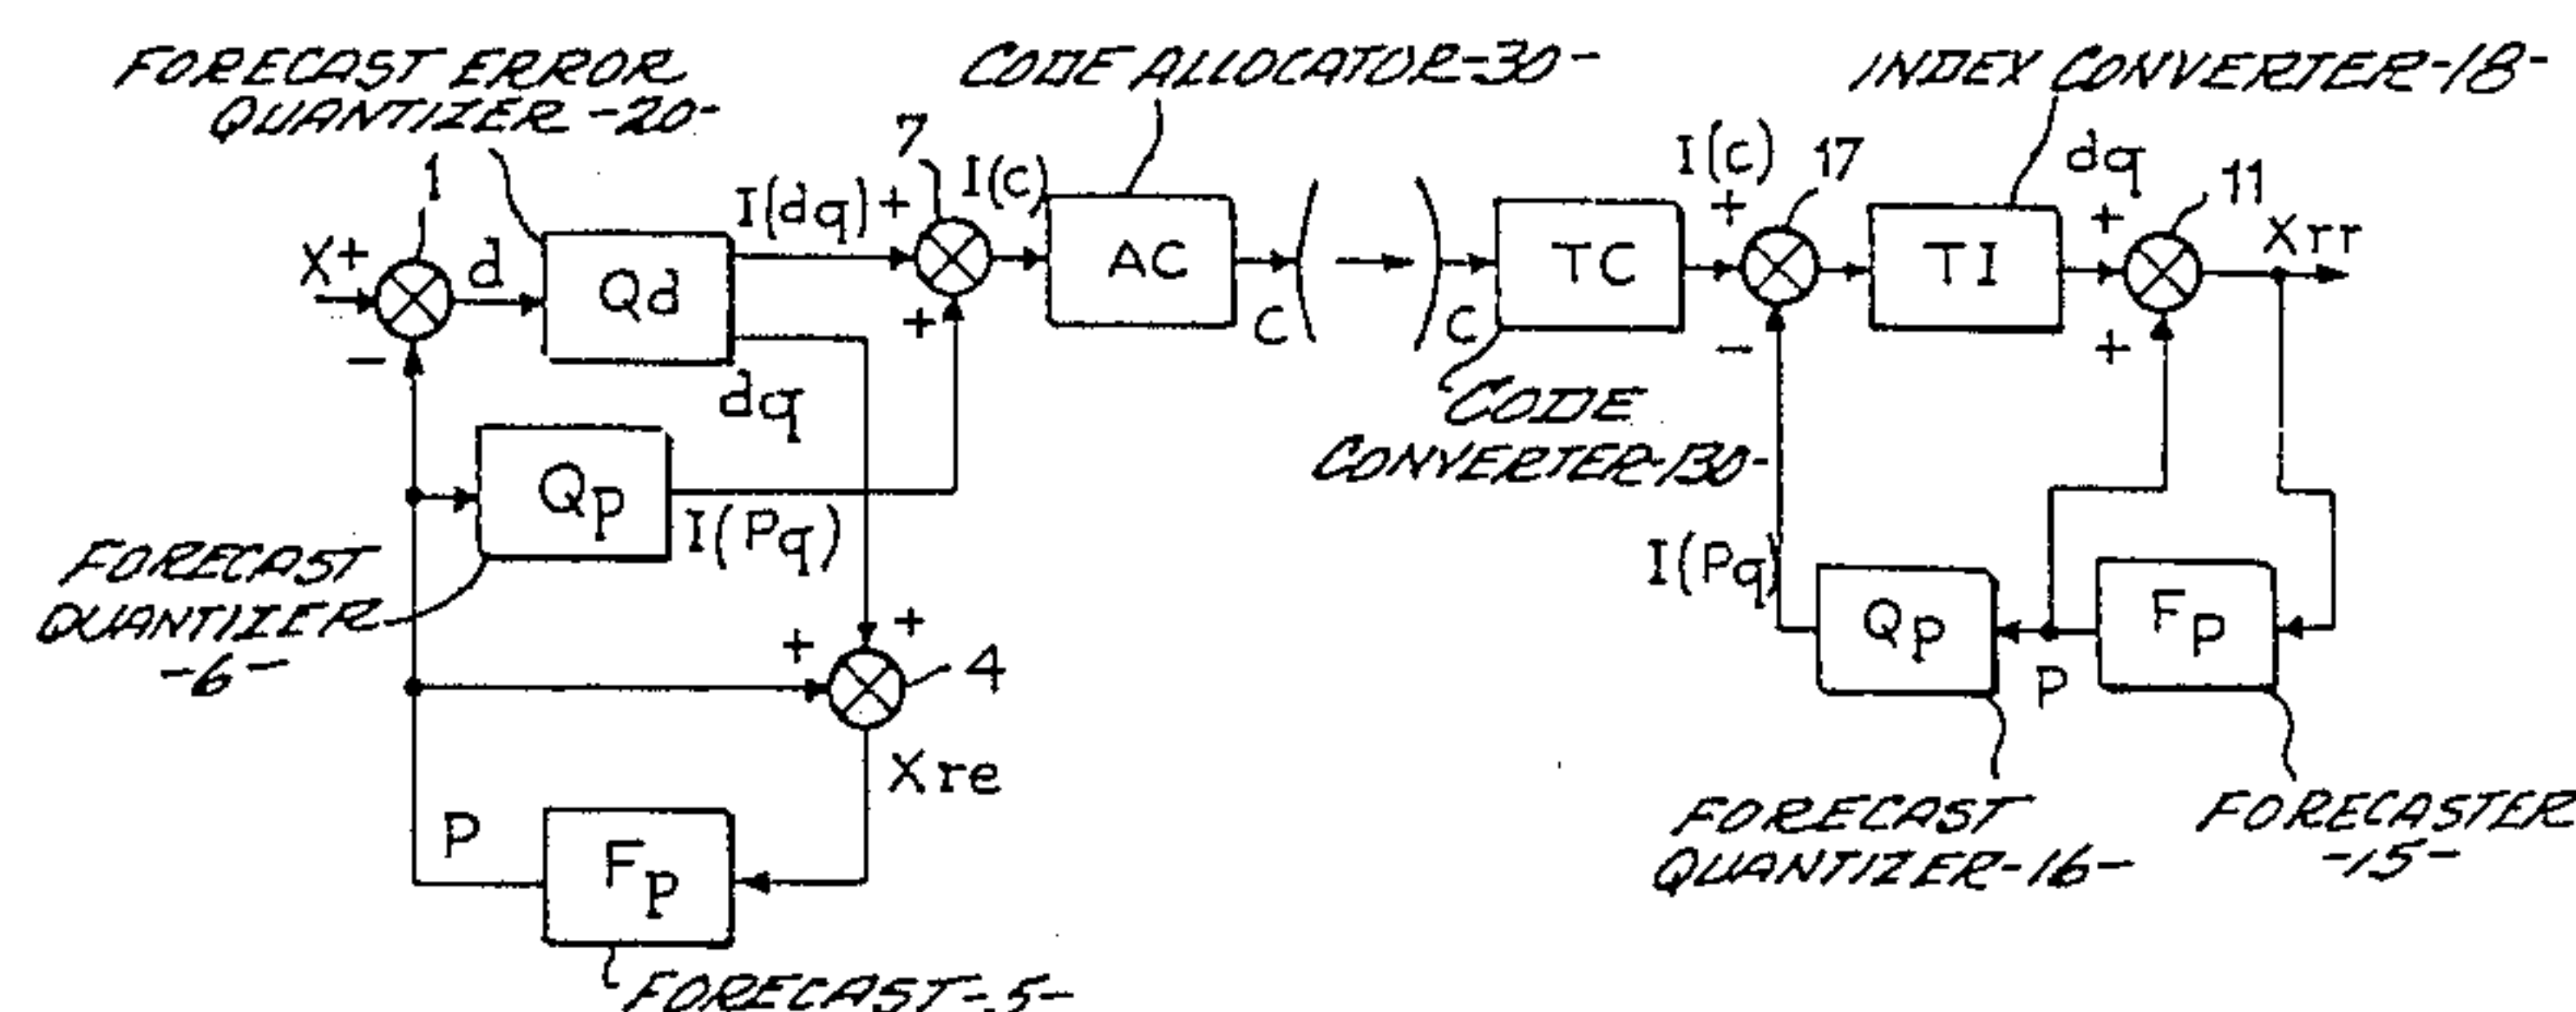 FORECAST ERROR
QUANTIZER -20-
CODE ALLOCATOR-30-
INDEX CONVERTER-18-
1
7
I(c)
I(c)
17
dq
11
X
+
d
Qd
I(dq)
+
AC
C
C
TC
+
TI
+
Xrr
-
dq
+
-
+
CODE
CONVERTER-130-
Qp
I(Pq)
FORECAST
QUANTIZER
-6-
+
+
4
I(Pq)
Qp
P
Fp
Xre
P
Fp
FORECAST
QUANTIZER-16-
FORECASTER
-15-
FORECAST-5-